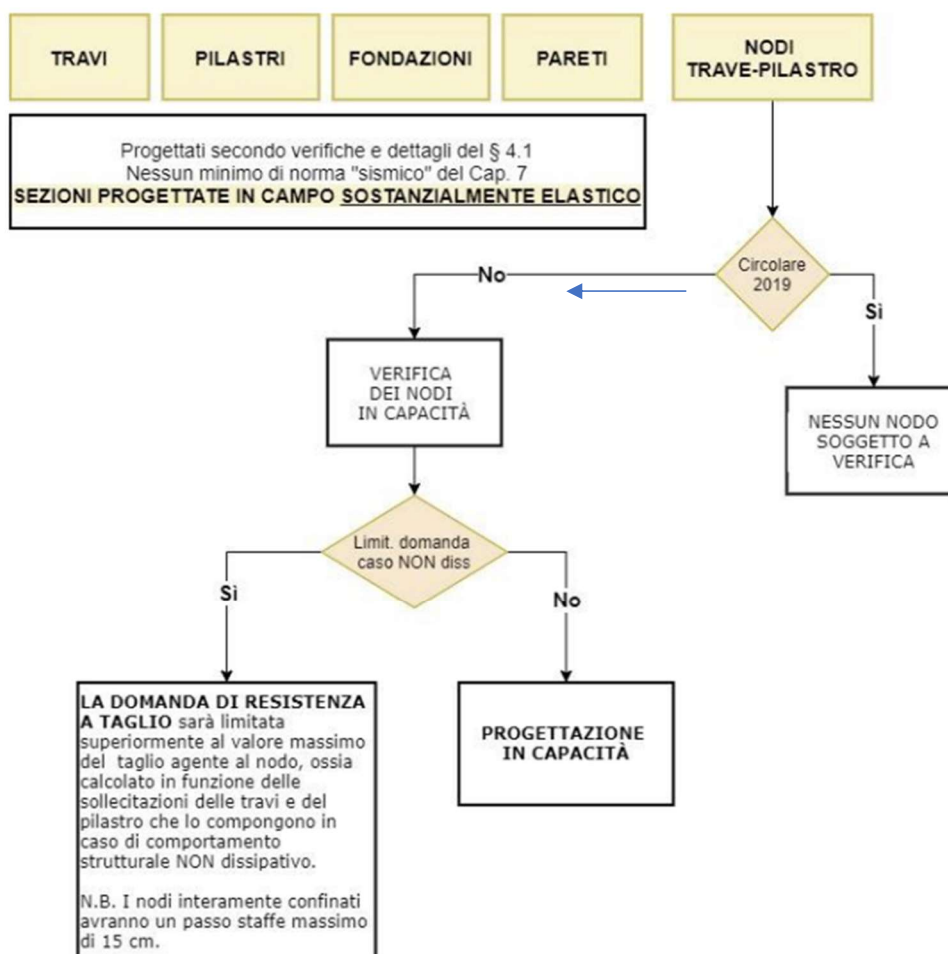 TRAVI
PILASTRI
FONDAZIONI
PARETI
NODI
TRAVE-PILASTRO
Progettati secondo verifiche e dettagli del § 4.1
Nessun minimo di norma "sismico" del Cap. 7
SEZIONI PROGETTATE IN CAMPO SOSTANZIALMENTE ELASTICO
Circolare
2019
No
Sì
VERIFICA
DEI NODI
IN CAPACITÀ
NESSUN NODO
SOGGETTO A
VERIFICA
Limit. domanda
caso NON diss
Sì
No
LA DOMANDA DI RESISTENZA
A TAGLIO sarà limitata
superiormente al valore massimo
del taglio agente al nodo, ossia
calcolato in funzione delle
sollecitazioni delle travi e del
pilastro che lo compongono in
caso di comportamento
strutturale NON dissipativo.
N.B. I nodi interamente confinati
avranno un passo staffe massimo
di 15 cm.
PROGETTAZIONE
IN CAPACITÀ